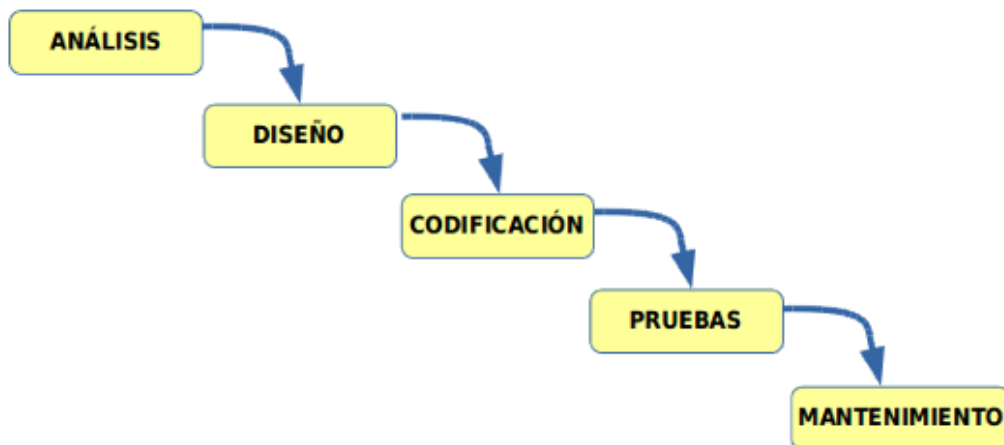 ANÁLISIS
DISEÑO
CODIFICACIÓN
PRUEBAS
MANTENIMIENTO